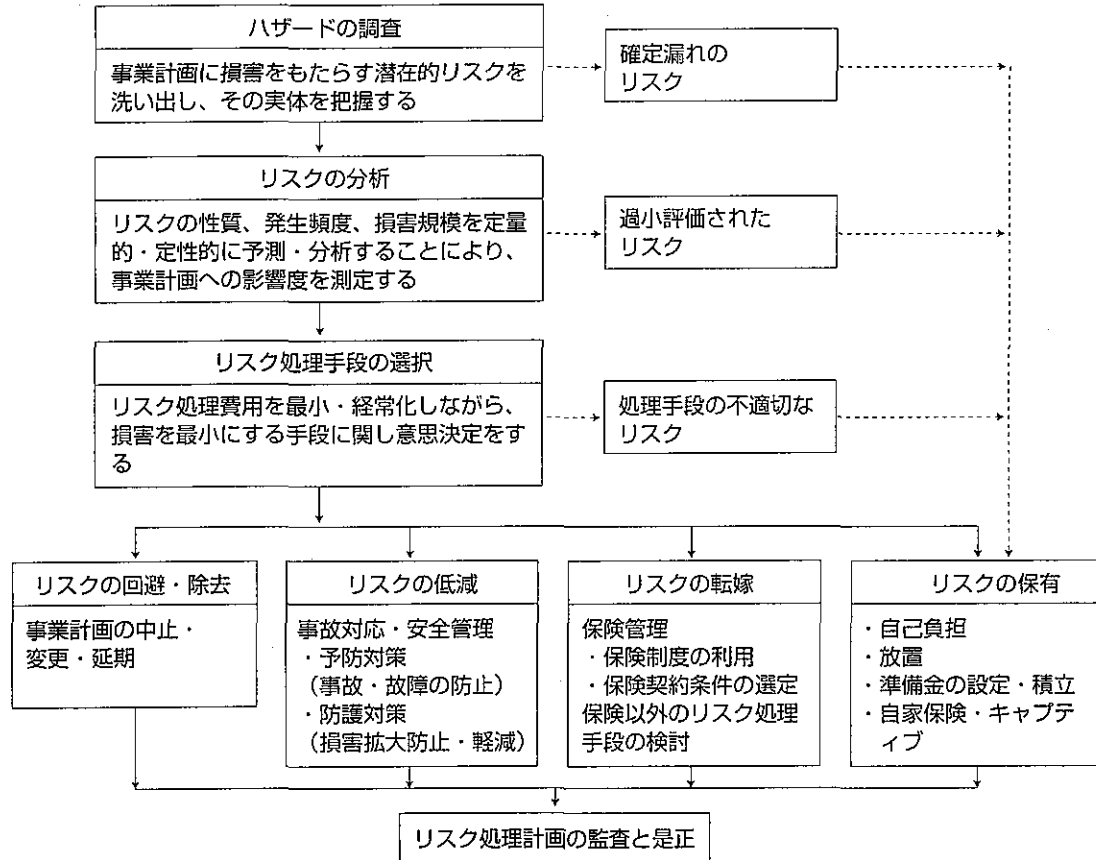 ハザードの調査
事業計画に損害をもたらす潜在的リスクを
洗い出し、その実体を把握する
確定漏れの
リスク
リスクの分析
リスクの性質、発生頻度、損害規模を定量
的・定性的に予測・分析することにより、
事業計画への影響度を測定する
過小評価された
リスク
リスク処理手段の選択
リスク処理費用を最小・経常化しながら、
損害を最小にする手段に関し意思決定をす
る
処理手段の不適切な
リスク
リスクの回避・除去
事業計画の中止・
変更・延期
リスクの低減
事故対応・安全管理
・予防対策
（事故・故障の防止）
・防護対策
（損害拡大防止・軽減）
リスクの転嫁
保険管理
・保険制度の利用
・保険契約条件の選定
保険以外のリスク処理
手段の検討
リスクの保有
・自己負担
・放置
・準備金の設定・積立
・自家保険・キャプティ
ィブ
リスク処理計画の監査と是正